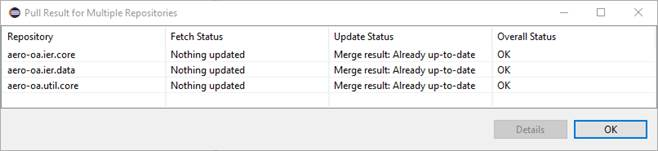 Pull Result for Multiple Repositories
Repository Fetch Status Update Status Overall Status
aero-oa.ier.core Nothing updated Merge result: Already up-to-date OK
aero-oa.ier.data Nothing updated Merge result: Already up-to-date OK
aero-oa.util.core Nothing updated Merge result: Already up-to-date OK
Details OK